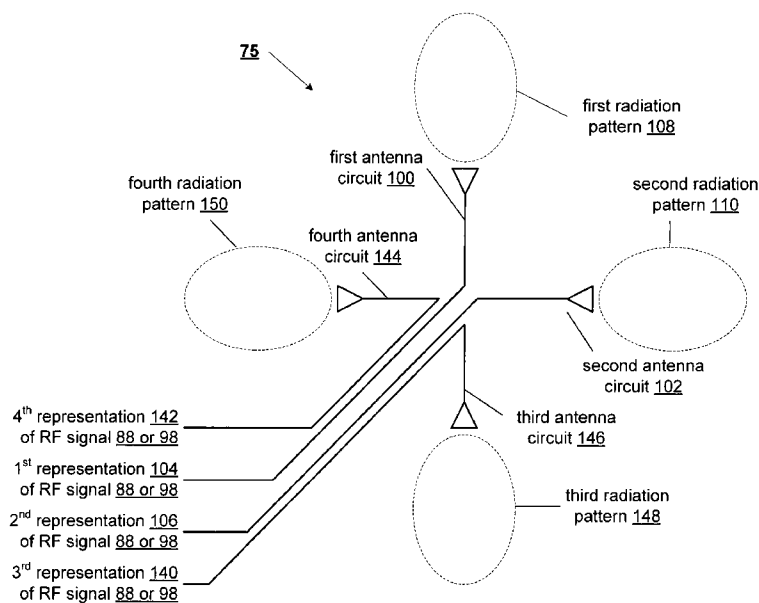 75
first radiation
pattern 108
first antenna
circuit 100
fourth radiation
pattern 150
second radiation
pattern 110
fourth antenna
circuit 144
second antenna
circuit 102
4th representation 142
of RF signal 88 or 98
third antenna
circuit 146
1st representation 104
of RF signal 88 or 98
third radiation
pattern 148
2nd representation 106
of RF signal 88 or 98
3rd representation 140
of RF signal 88 or 98